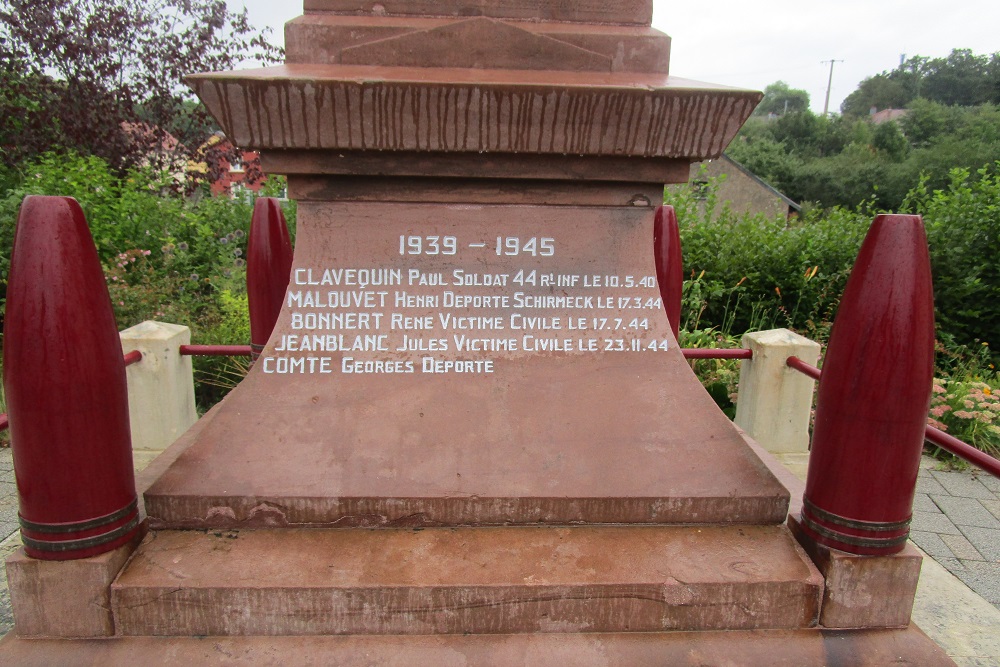 1939 - 1945
CLAVEQUIN PAUL SOLDAT 44 R.INF LE 10.5.40
MALOUVET HENRI DEPORTE SCHIRMECK LE 17.3.44
BONNERT RENE VICTIME CIVILE LE 17.7.44
JEANBLANC JULES VICTIME CIVILE LE 23.11.44
COMTE GEORGES DEPORTE